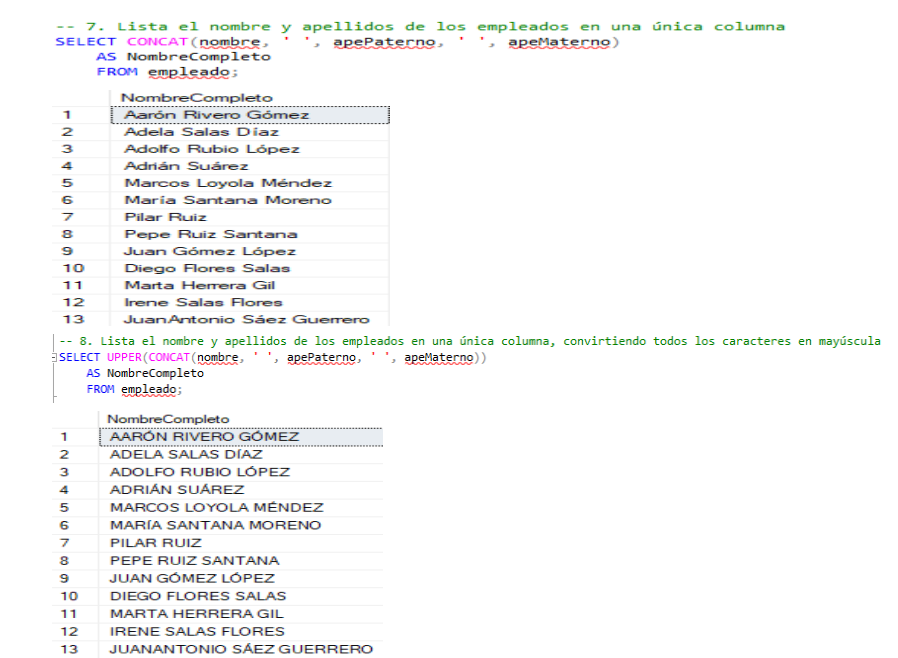 -- 7. Lista el nombre y apellidos de los empleados en una única columna
SELECT CONCAT(nombre, ' ', apePaterno, ' ', apeMaterno)
AS NombreCompleto
FROM empleado;
NombreCompleto
1 Aarón Rivero Gómez
2 Adela Salas Díaz
3 Adolfo Rubio López
4 Adrián Suárez
5 Marcos Loyola Méndez
6 María Santana Moreno
7 Pilar Ruiz
8 Pepe Ruiz Santana
9 Juan Gómez López
10 Diego Flores Salas
11 Marta Herrera Gil
12 Irene Salas Flores
13 JuanAntonio Sáez Guerrero
-- 8. Lista el nombre y apellidos de los empleados en una única columna, convirtiendo todos los caracteres en mayúscula
SELECT UPPER(CONCAT(nombre, ' ', apePaterno, ' ', apeMaterno))
AS NombreCompleto
FROM empleado;
NombreCompleto
1 AARÓN RIVERO GÓMEZ
2 ADELA SALAS DÍAZ
3 ADOLFO RUBIO LÓPEZ
4 ADRIÁN SUÁREZ
5 MARCOS LOYOLA MÉNDEZ
6 MARÍA SANTANA MORENO
7 PILAR RUIZ
8 PEPE RUIZ SANTANA
9 JUAN GÓMEZ LÓPEZ
10 DIEGO FLORES SALAS
11 MARTA HERRERA GIL
12 IRENE SALAS FLORES
13 JUANANTONIO SÁEZ GUERRERO